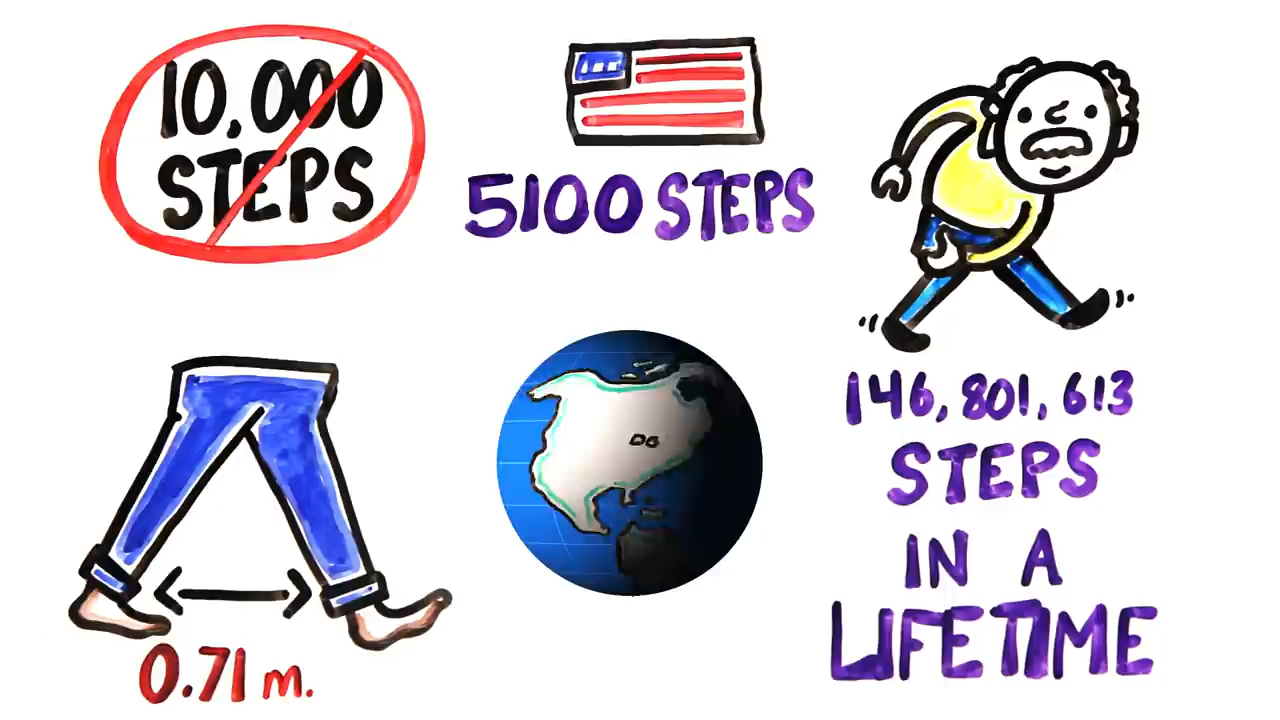 10,000
STEPS
5100 STEPS
146,801,613
STEPS
IN A
LIFETIME
0.71 m.